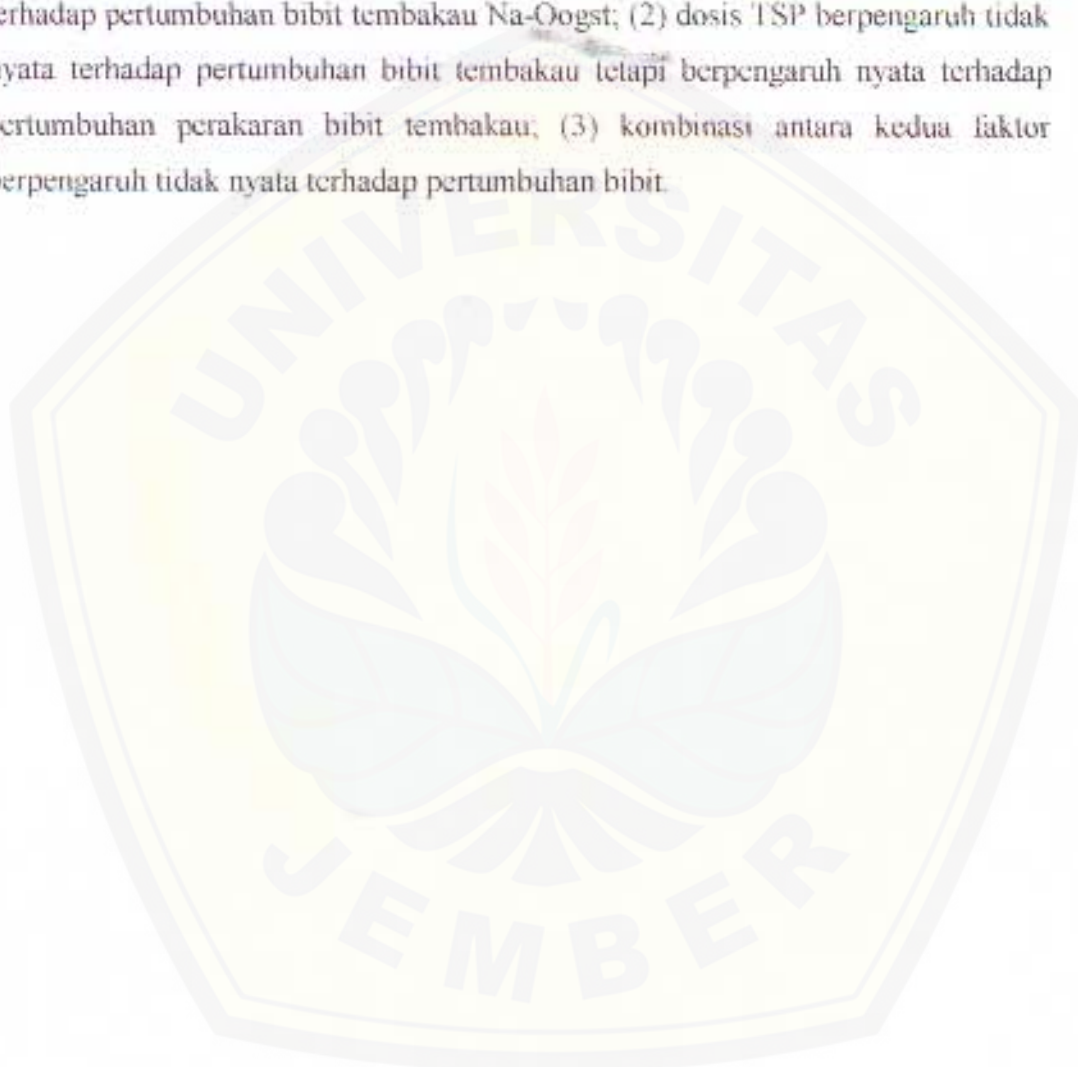 erhadap pertumbuhan bibit tembakau Na-Oogst; (2) dosis TSP berpengaruh tidak
nyata terhadap pertumbuhan bibit tembakau tetapi berpengaruh nyata terhadap
pertumbuhan perakaran bibit tembakau; (3) kombinasi antara kedua faktor
berpengaruh tidak nyata terhadap pertumbuhan bibit.
UNIVERSITAS
JEMBER